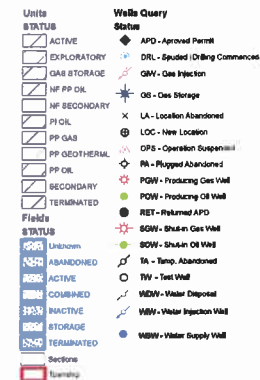 Units
STATUS
ACTIVE
EXPLORATORY
GAS STORAGE
NF PP OIL
NF SECONDARY
PI OIL
PP GAS
PP GEOTHERML
PP OIL
SECONDARY
TERMINATED
Fields
STATUS
Unknown
ABANDONED
ACTIVE
COMBINED
INACTIVE
STORAGE
TERMINATED
Sections
Township
Wells Query
Status
APD - Aproved Permit
DRL - Spuded (Drilling Commenced
GIW - Gas Injection
GS - Gas Storage
LA - Location Abandoned
LOC - New Location
OPS - Operation Suspended
PA - Plugged Abandoned
PGW - Producing Gas Well
POW - Producing Oil Well
RET - Returned APD
SGW - Shut-in Gas Well
SOW - Shut-in Oil Well
TA - Temp. Abandoned
TW - Test Well
WDW - Water Disposal
WIW - Water Injection Well
WSW - Water Supply Well